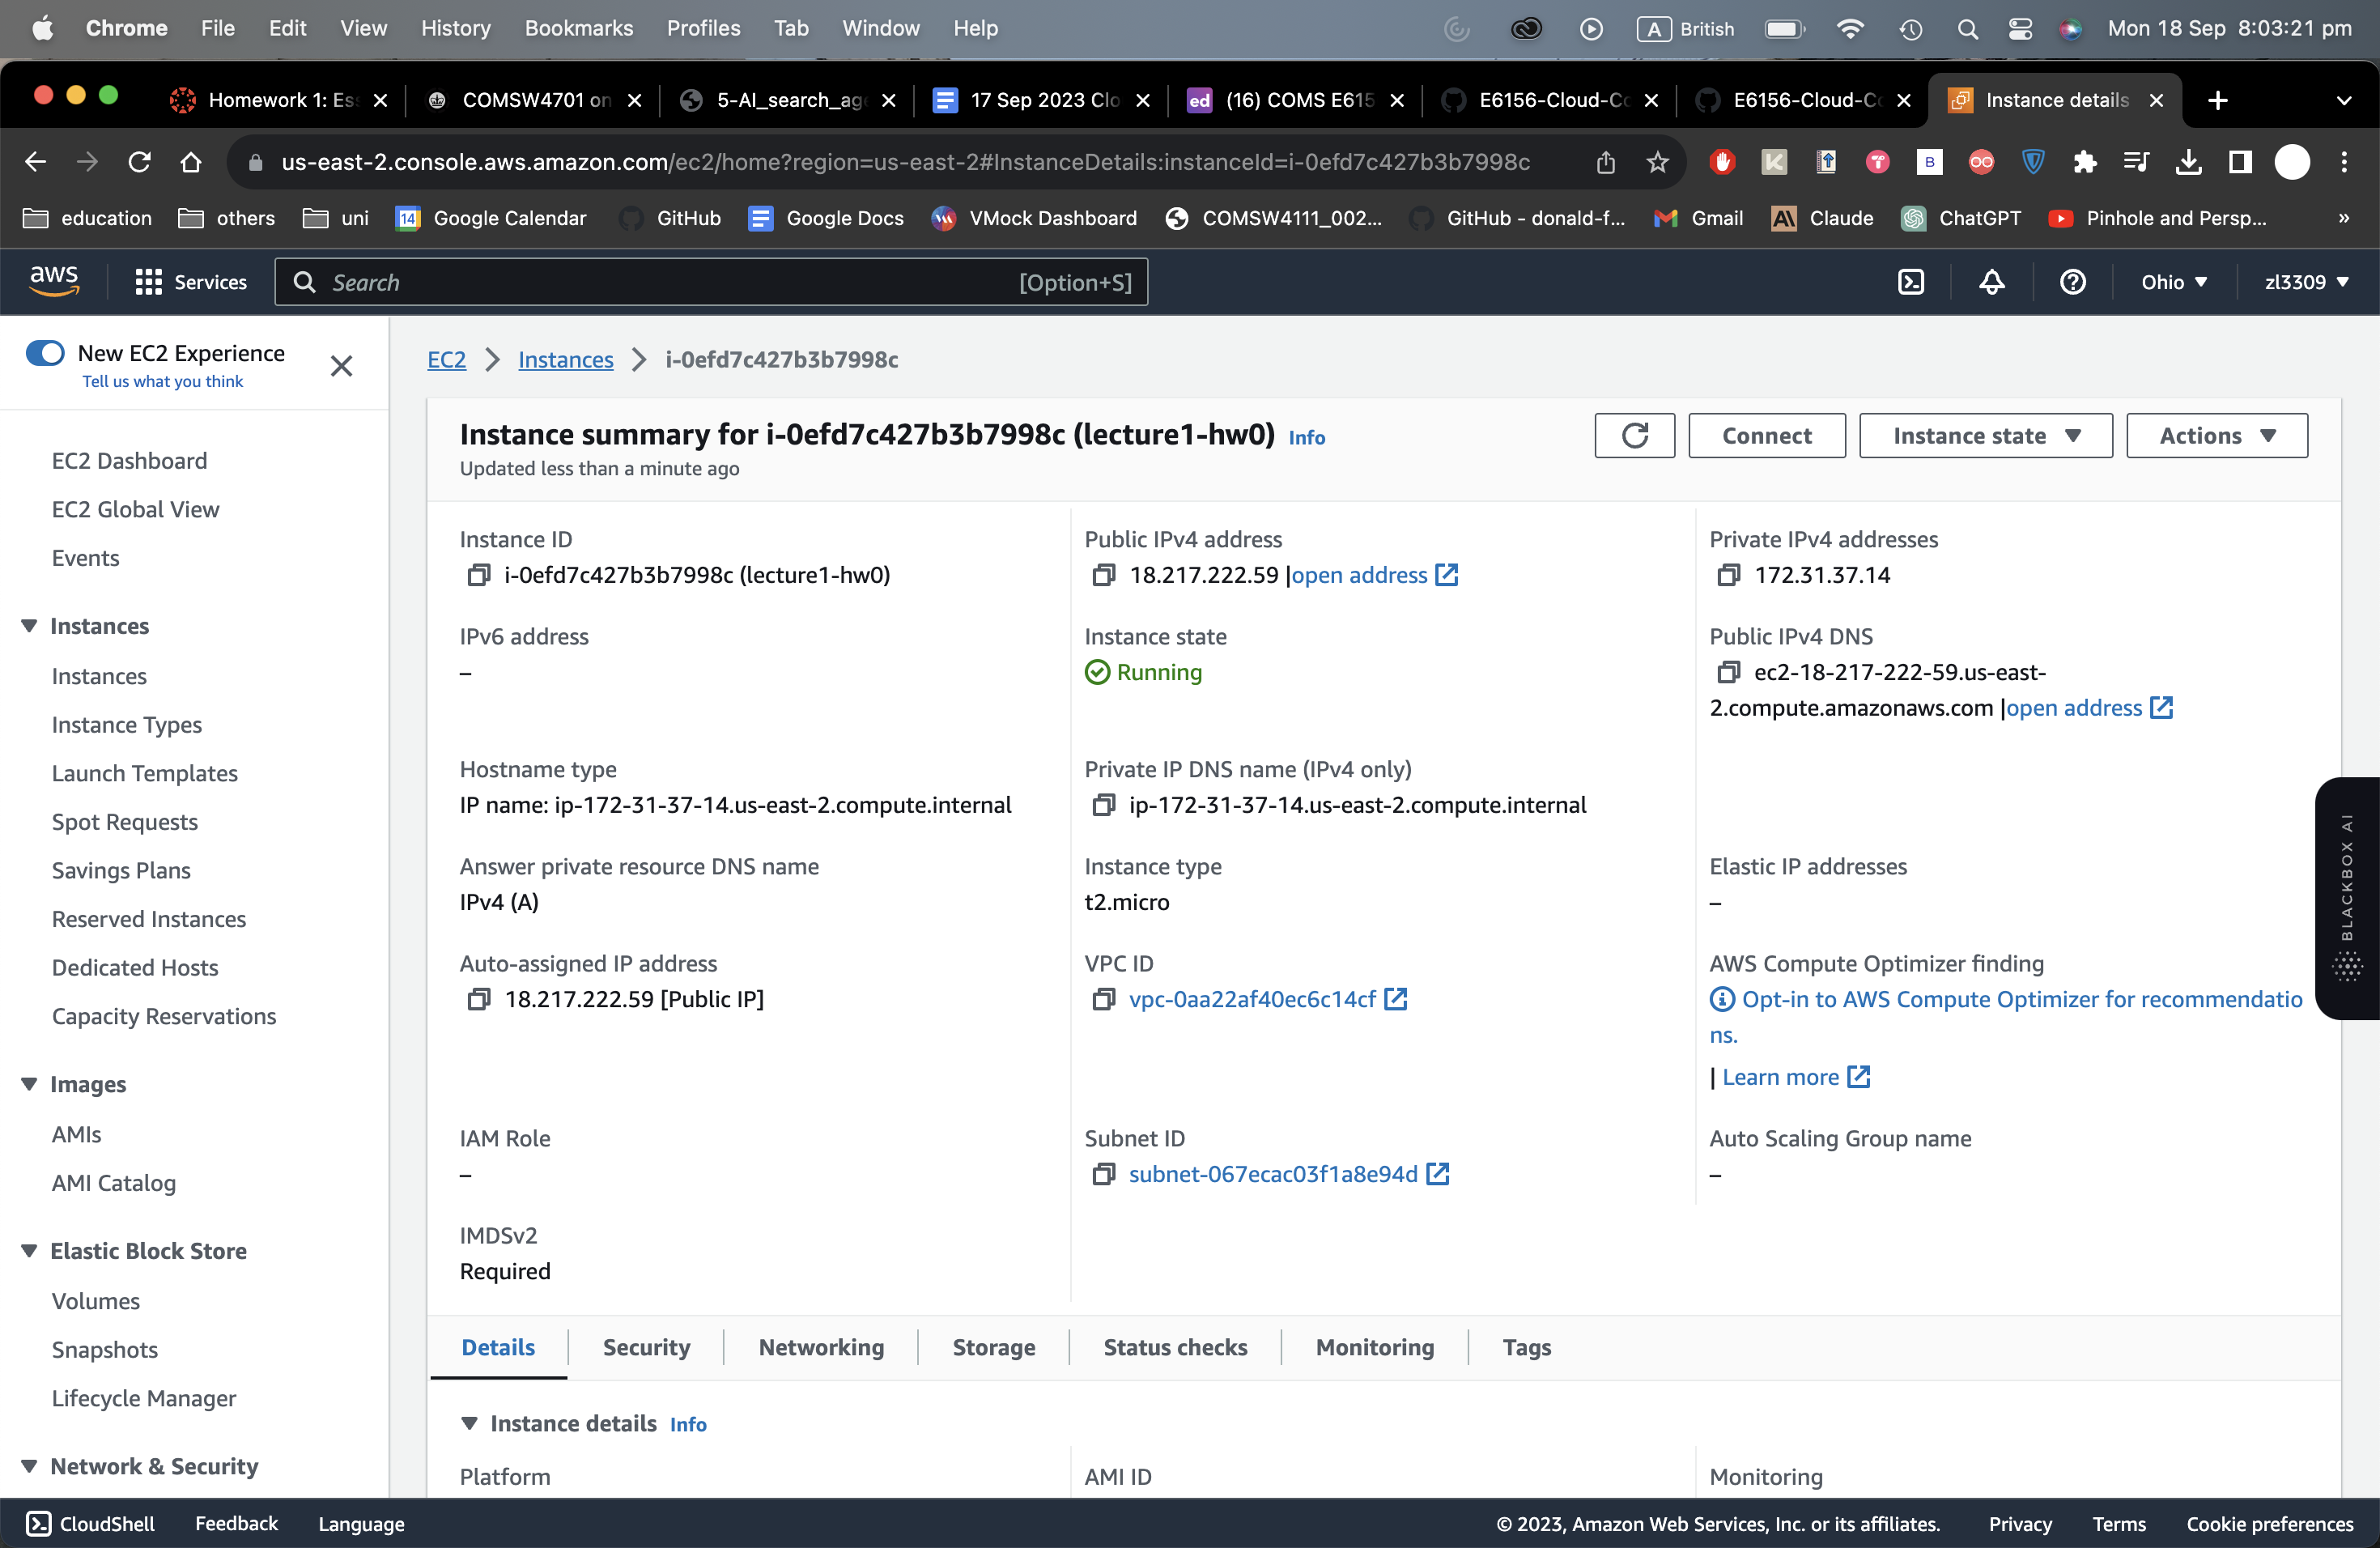 Chrome File Edit View History Bookmarks Profiles Tab Window Help A British Mon 18 Sep 8:03:21 pm
Homework 1: Es COMSW4701 on 5-AI_search_age 17 Sep 2023 Clo ed (16) COMS E615 E6156-Cloud-Co E6156-Cloud-Co Instance details
us-east-2.console.aws.amazon.com/ec2/home?region=us-east-2#InstanceDetails:instanceId=i-0efd7c427b3b7998c
education others uni 14 Google Calendar GitHub Google Docs VMock Dashboard COMSW4111_002... GitHub - donald-f... Gmail Claude ChatGPT Pinhole and Persp... »
aws Services Search [Option+S] Ohio zl3309
New EC2 Experience
Tell us what you think
EC2 Dashboard
EC2 Global View
Events
Instances
Instances
Instance Types
Launch Templates
Spot Requests
Savings Plans
Reserved Instances
Dedicated Hosts
Capacity Reservations
Images
AMIs
AMI Catalog
Elastic Block Store
Volumes
Snapshots
Lifecycle Manager
Network & Security
EC2 Instances i-0efd7c427b3b7998c
Instance summary for i-0efd7c427b3b7998c (lecture1-hw0) Info
Updated less than a minute ago
Connect Instance state Actions
Instance ID
i-0efd7c427b3b7998c (lecture1-hw0)
Public IPv4 address
18.217.222.59 |open address
Private IPv4 addresses
172.31.37.14
IPv6 address
–
Instance state
Running
Public IPv4 DNS
ec2-18-217-222-59.us-east-
2.compute.amazonaws.com |open address
Hostname type
IP name: ip-172-31-37-14.us-east-2.compute.internal
Private IP DNS name (IPv4 only)
ip-172-31-37-14.us-east-2.compute.internal
Answer private resource DNS name
IPv4 (A)
Instance type
t2.micro
Elastic IP addresses
–
Auto-assigned IP address
18.217.222.59 [Public IP]
VPC ID
vpc-0aa22af40ec6c14cf
AWS Compute Optimizer finding
Opt-in to AWS Compute Optimizer for recommendatio
ns.
| Learn more
IAM Role
–
Subnet ID
subnet-067ecac03f1a8e94d
Auto Scaling Group name
–
IMDSv2
Required
Details Security Networking Storage Status checks Monitoring Tags
Instance details Info
Platform
AMI ID
Monitoring
BLACKBOX AI
CloudShell Feedback Language © 2023, Amazon Web Services, Inc. or its affiliates. Privacy Terms Cookie preferences